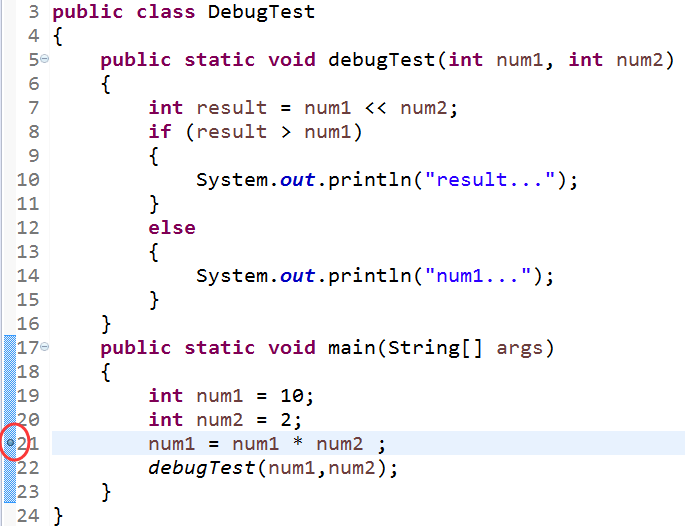 3 public class DebugTest
4 {
5 public static void debugTest(int num1, int num2)
6 {
7 int result = num1 << num2;
8 if (result > num1)
9 {
10 System.out.println("result...");
11 }
12 else
13 {
14 System.out.println("num1...");
15 }
16 }
17 public static void main(String[] args)
18 {
19 int num1 = 10;
20 int num2 = 2;
21 num1 = num1 * num2 ;
22 debugTest(num1,num2);
23 }
24 }